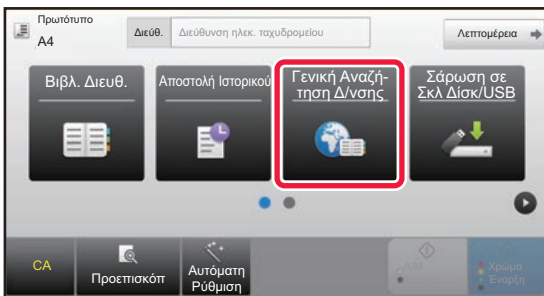 Πρωτότυπο
A4
Διεύθ.
Διεύθυνση ηλεκ. ταχυδρομείου
Λεπτομέρεια
Βιβλ. Διευθ.
Αποστολή Ιστορικού
Γενική Αναζή-
τηση Δ/νσης
Σάρωση σε
Σκλ Δίσκ/USB
CA
Προεπισκόπ
Αυτόματη
Ρύθμιση
Χρώμα
Έναρξη